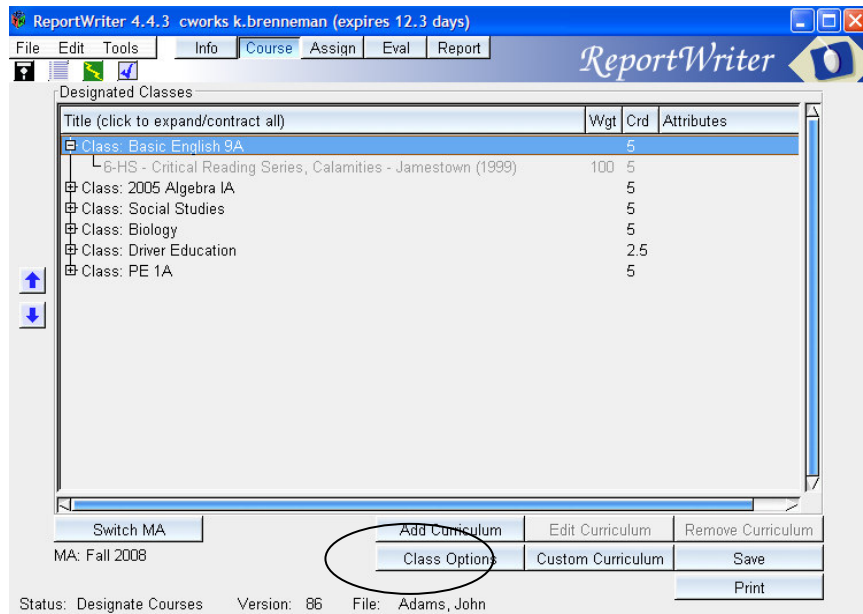 ReportWriter 4.4.3 cworks k.brenneman (expires 12.3 days)
File Edit Tools Info Course Assign Eval Report
ReportWriter
Designated Classes
Title (click to expand/contract all) Wgt Crd Attributes
Class: Basic English 9A 5
6-HS - Critical Reading Series, Calamities - Jamestown (1999) 100 5
Class: 2005 Algebra IA 5
Class: Social Studies 5
Class: Biology 5
Class: Driver Education 2.5
Class: PE 1A 5
Switch MA Add Curriculum Edit Curriculum Remove Curriculum
MA: Fall 2008 Class Options Custom Curriculum Save
Print
Status: Designate Courses Version: 86 File: Adams, John